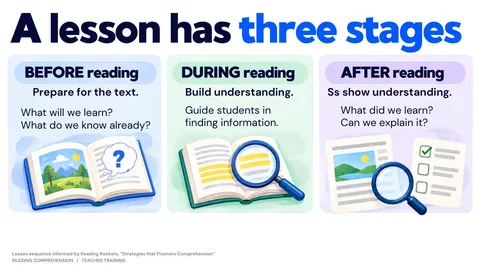 A lesson has three stages
BEFORE reading
Prepare for the text.
What will we learn?
What do we know already?
?
DURING reading
Build understanding.
Guide students in
finding information.
AFTER reading
Ss show understanding.
What did we learn?
Can we explain it?
Lesson sequence informed by Reading Rockets, "Strategies that Promote Comprehension"
READING COMPREHENSION / TEACHER TRAINING